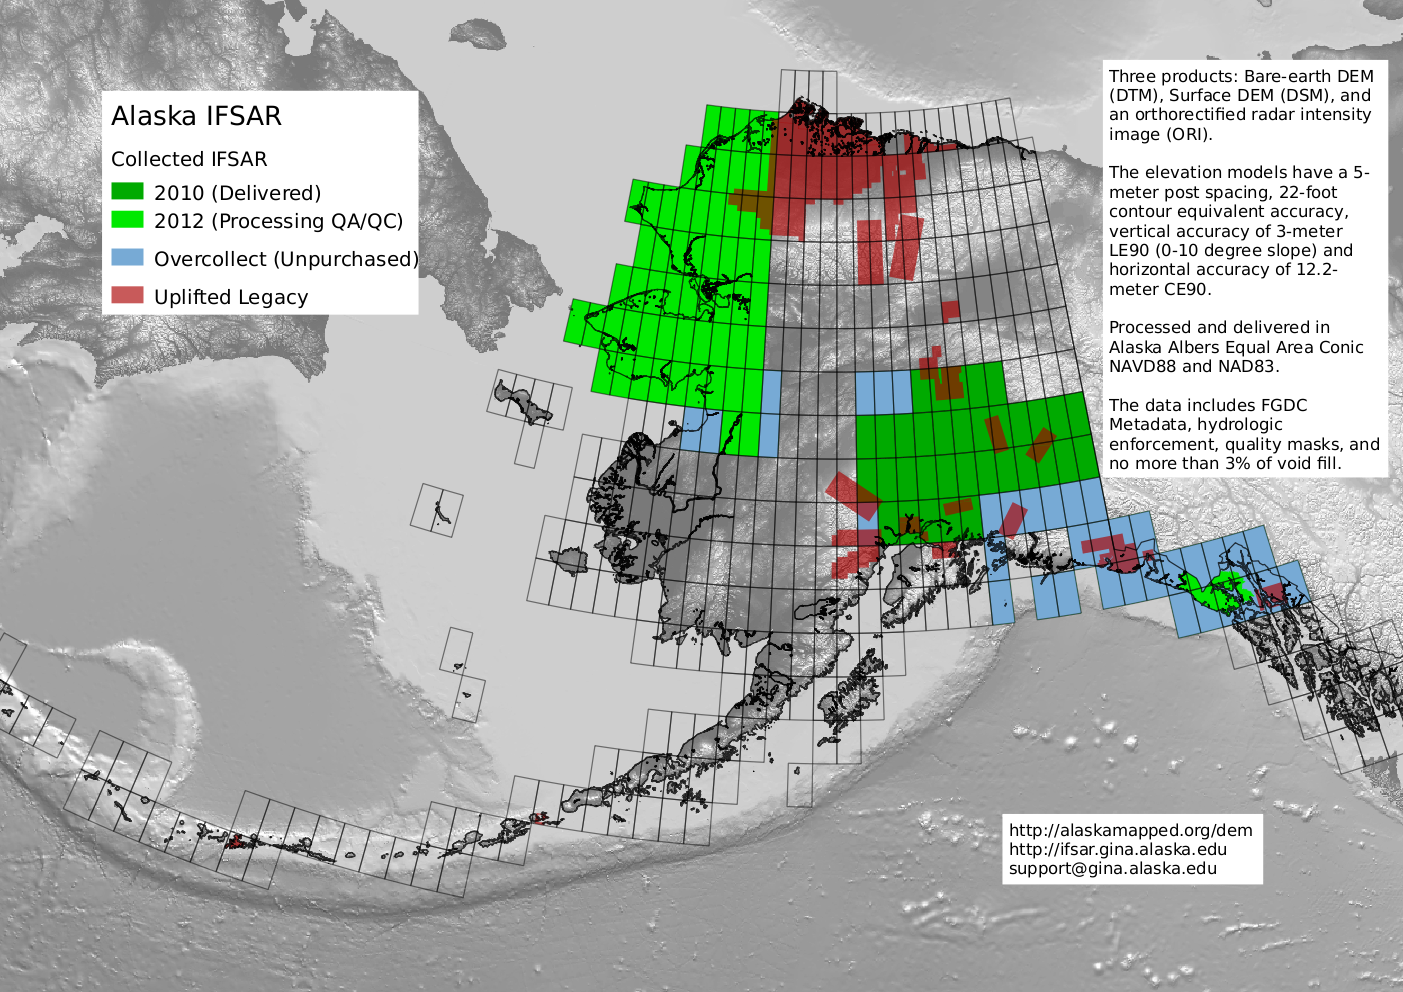 Alaska IFSAR
Collected IFSAR
2010 (Delivered)
2012 (Processing QA/QC)
Overcollect (Unpurchased)
Uplifted Legacy
Three products: Bare-earth DEM
(DTM), Surface DEM (DSM), and
an orthorectified radar intensity
image (ORI).
The elevation models have a 5-
meter post spacing, 22-foot
contour equivalent accuracy,
vertical accuracy of 3-meter
LE90 (0-10 degree slope) and
horizontal accuracy of 12.2-
meter CE90.
Processed and delivered in
Alaska Albers Equal Area Conic
NAVD88 and NAD83.
The data includes FGDC
Metadata, hydrologic
enforcement, quality masks, and
no more than 3% of void fill.
http://alaskamapped.org/dem
http://ifsar.gina.alaska.edu
support@gina.alaska.edu